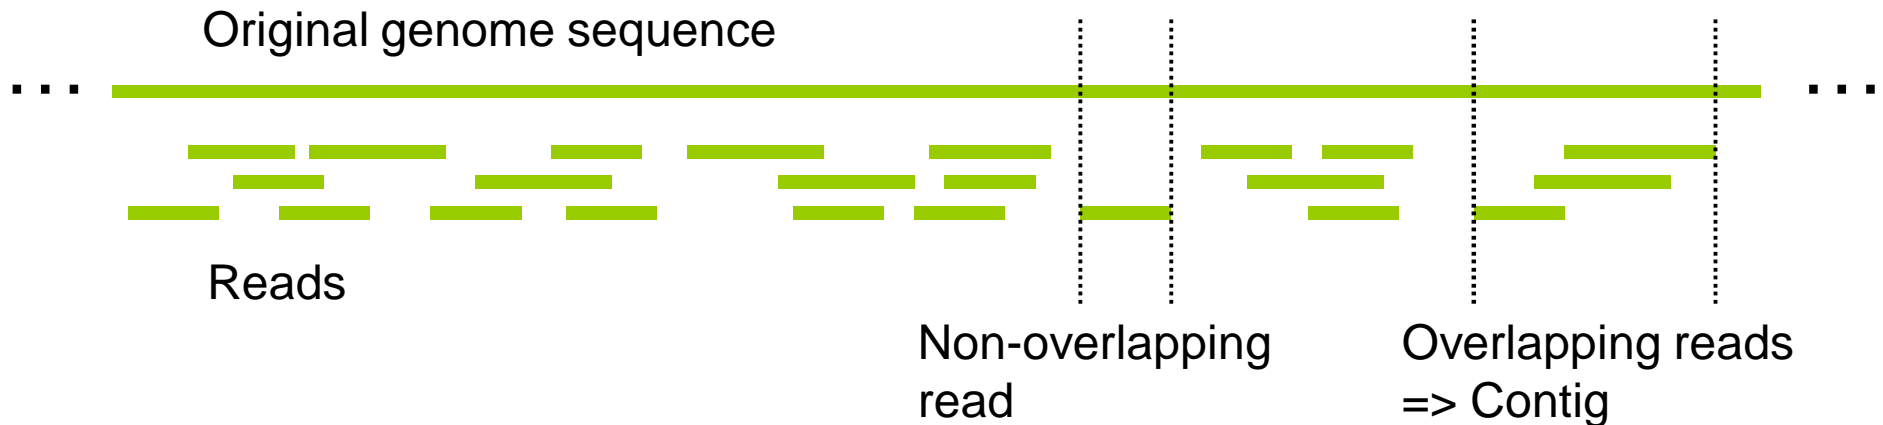 Original genome sequence
... ...
Reads
Non-overlapping
read
Overlapping reads
=> Contig